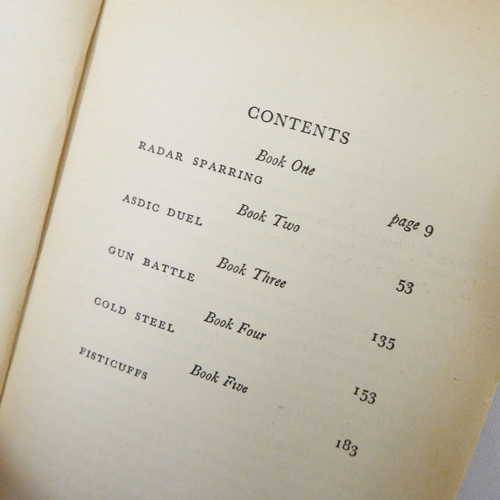 CONTENTS
Book One
RADAR SPARRING page 9
Book Two
ASDIC DUEL 53
Book Three
GUN BATTLE 135
Book Four
COLD STEEL 153
Book Five
FISTICUFFS 183